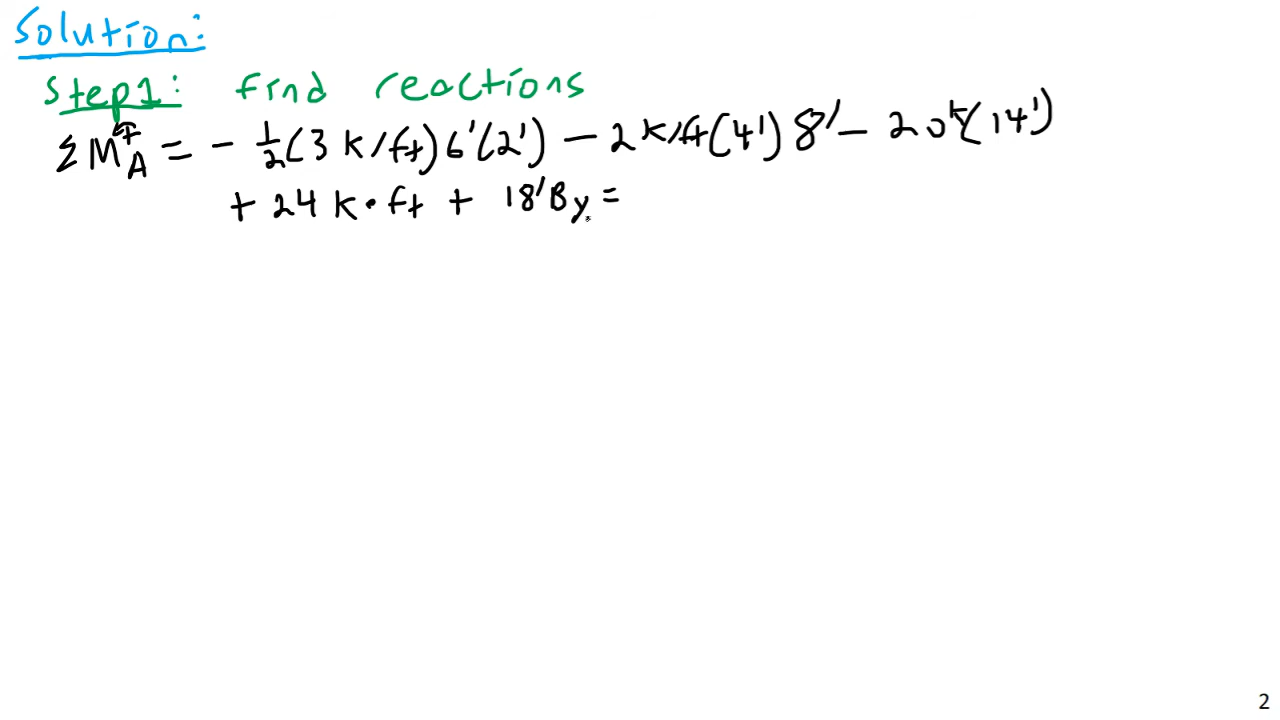 Solution:
Step1: find reactions
ΣM⁺A = - ½(3 k/ft)6'(2') - 2 k/ft(4')8' - 20ᵏ(14')
+ 24 k·ft + 18'By =
2